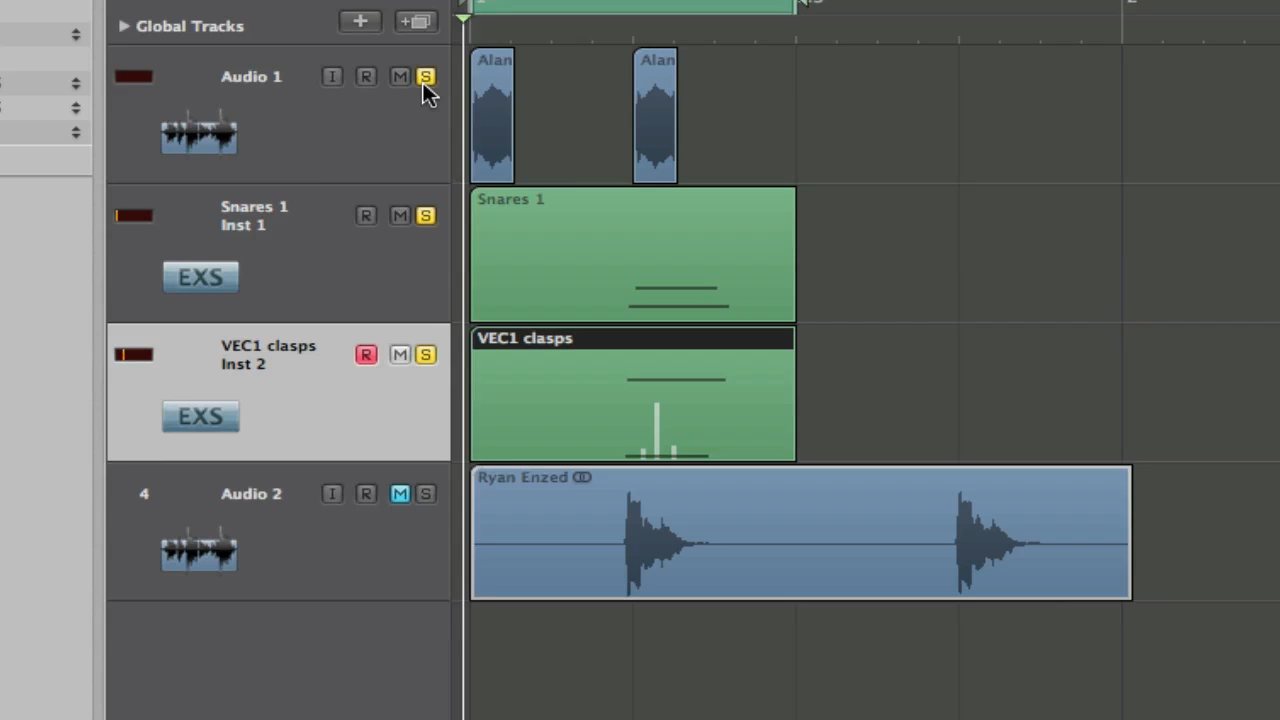 Global Tracks
Audio 1 I R M S
Alan
Alan
Snares 1
Inst 1
R M S
EXS
Snares 1
VEC1 clasps
Inst 2
R M S
EXS
VEC1 clasps
4 Audio 2 I R M S
Ryan Enzed